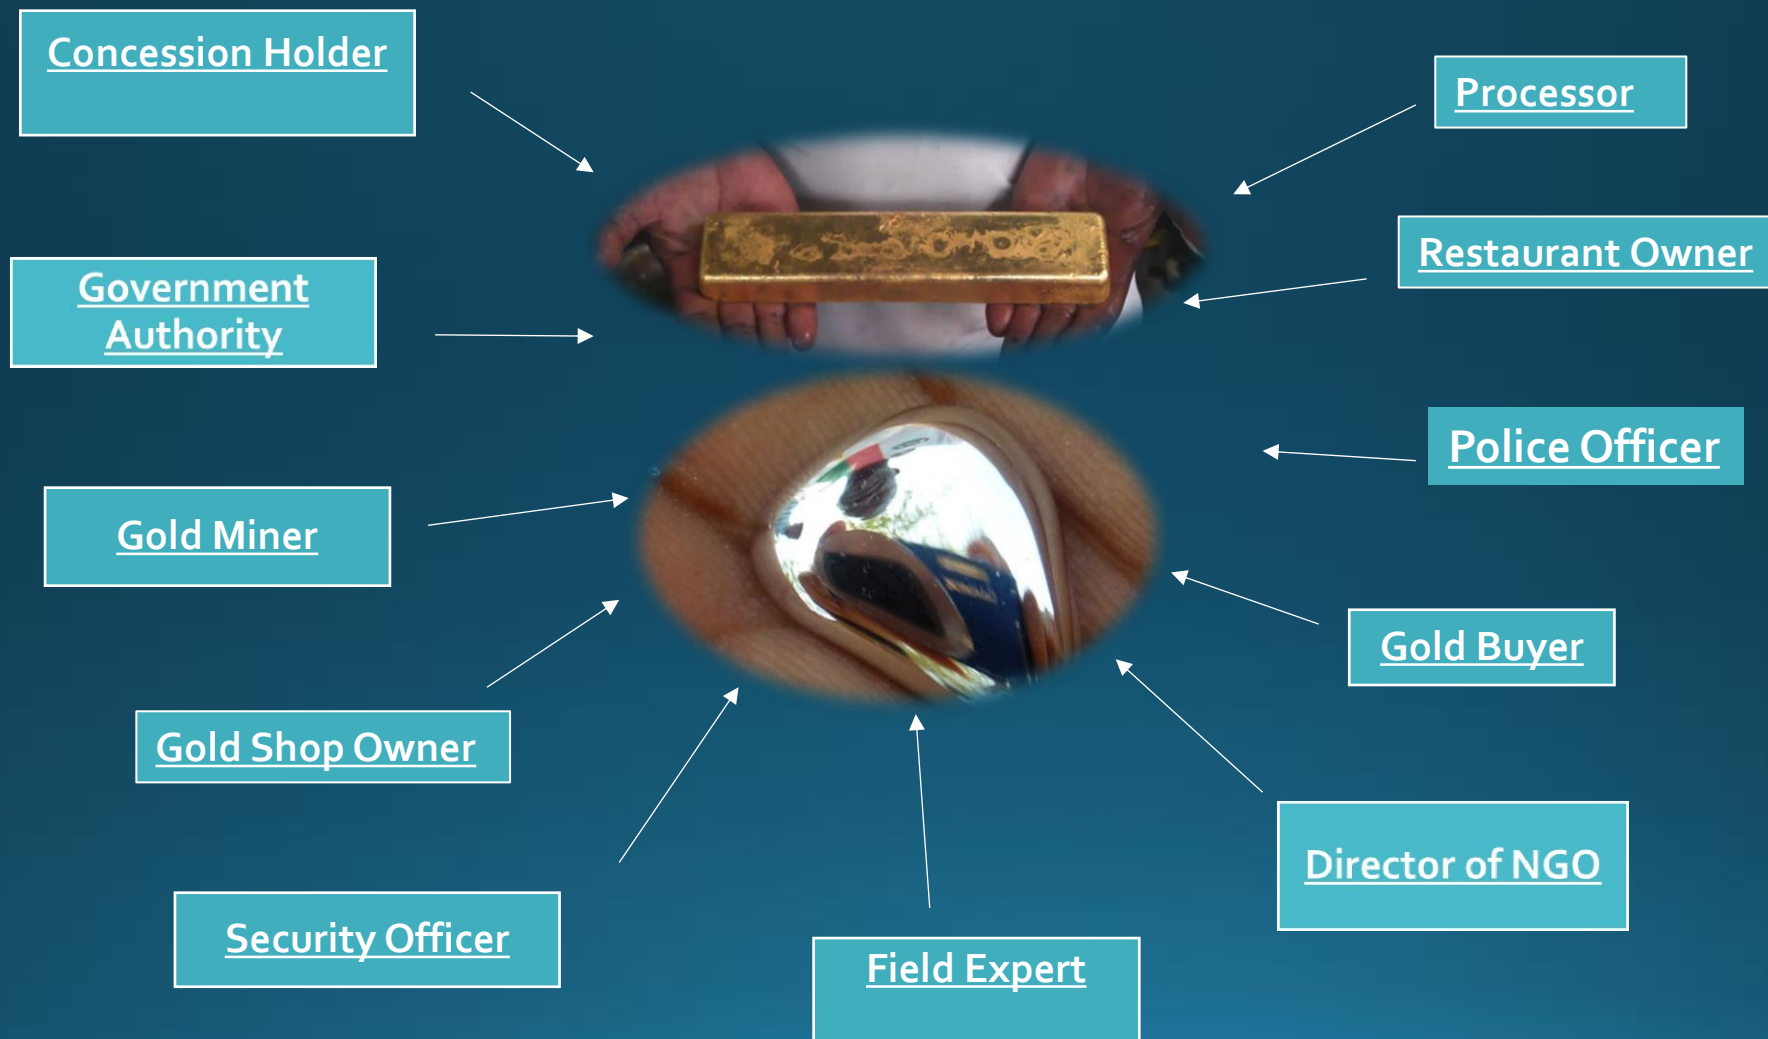 Concession Holder
Processor
Restaurant Owner
Government
Authority
Police Officer
Gold Miner
Gold Buyer
Gold Shop Owner
Director of NGO
Security Officer
Field Expert